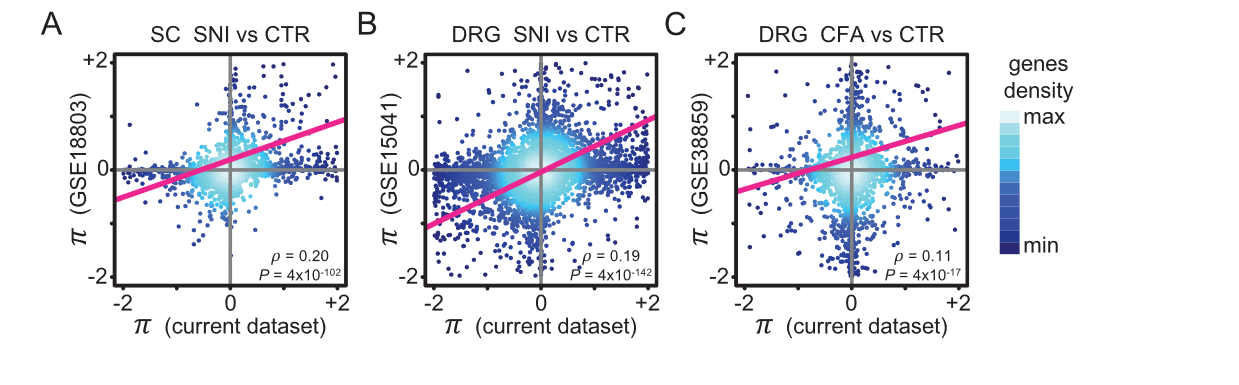 A
SC SNI vs CTR
+2
0
-2
π (GSE18803)
ρ = 0.20
P = 4x10-102
-2 0 +2
π (current dataset)
B
DRG SNI vs CTR
+2
0
-2
π (GSE15041)
ρ = 0.19
P = 4x10-142
-2 0 +2
π (current dataset)
C
DRG CFA vs CTR
+2
0
-2
π (GSE38859)
ρ = 0.11
P = 4x10-17
-2 0 +2
π (current dataset)
genes
density
max
min